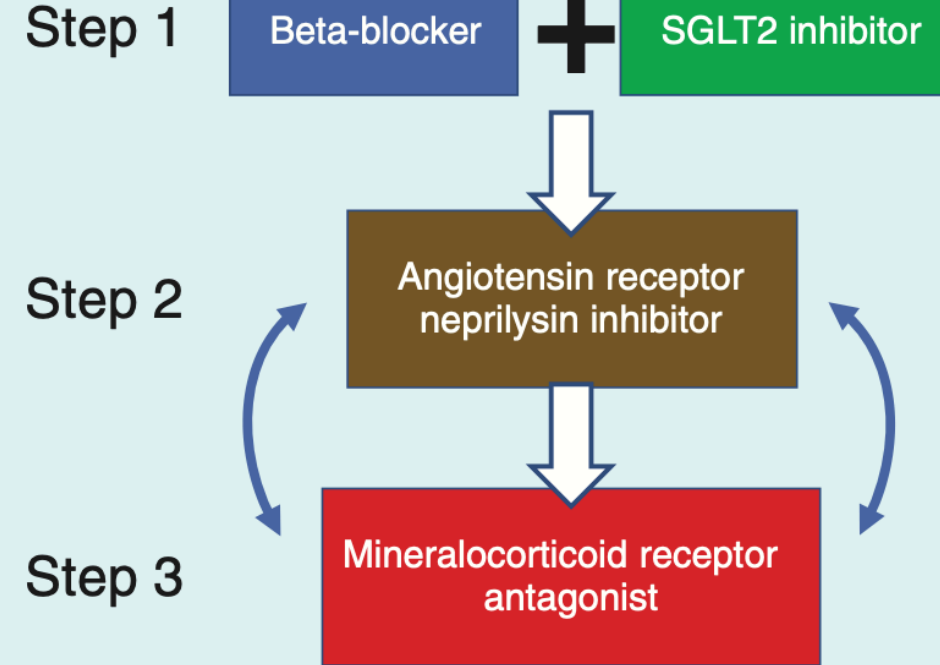 Step 1
Beta-blocker
+
SGLT2 inhibitor
Step 2
Angiotensin receptor
neprilysin inhibitor
Step 3
Mineralocorticoid receptor
antagonist